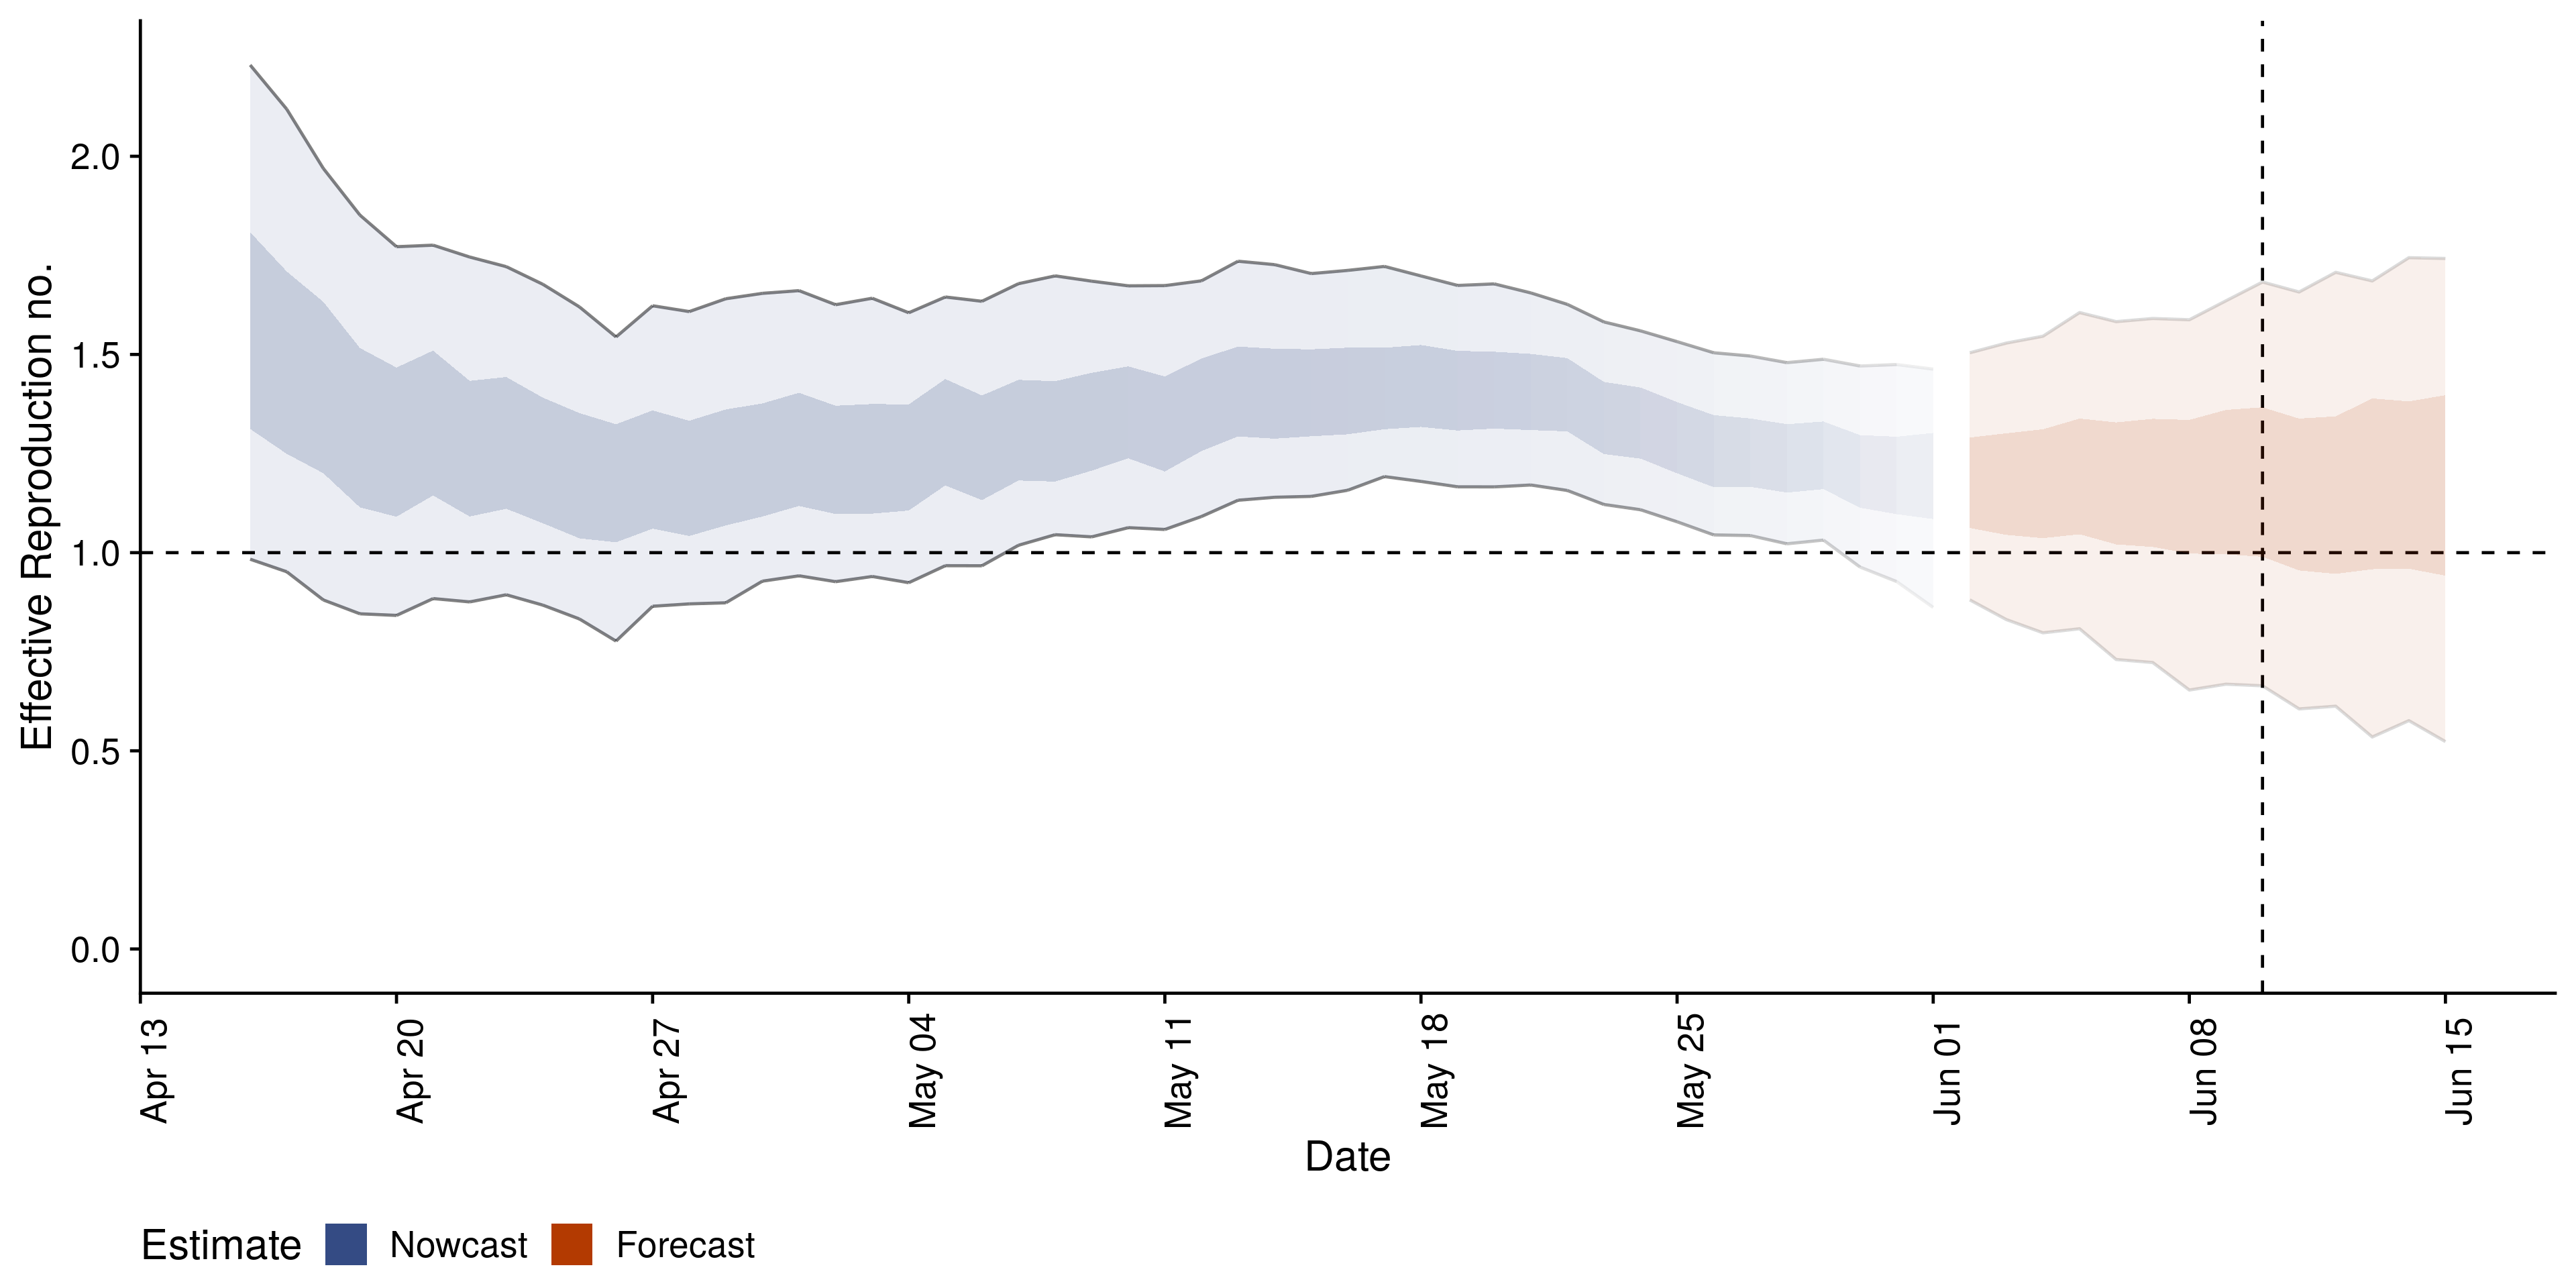 Effective Reproduction no.
2.0
1.5
1.0
0.5
0.0
Apr 13
Apr 20
Apr 27
May 04
May 11
May 18
May 25
Jun 01
Jun 08
Jun 15
Date
Estimate Nowcast Forecast